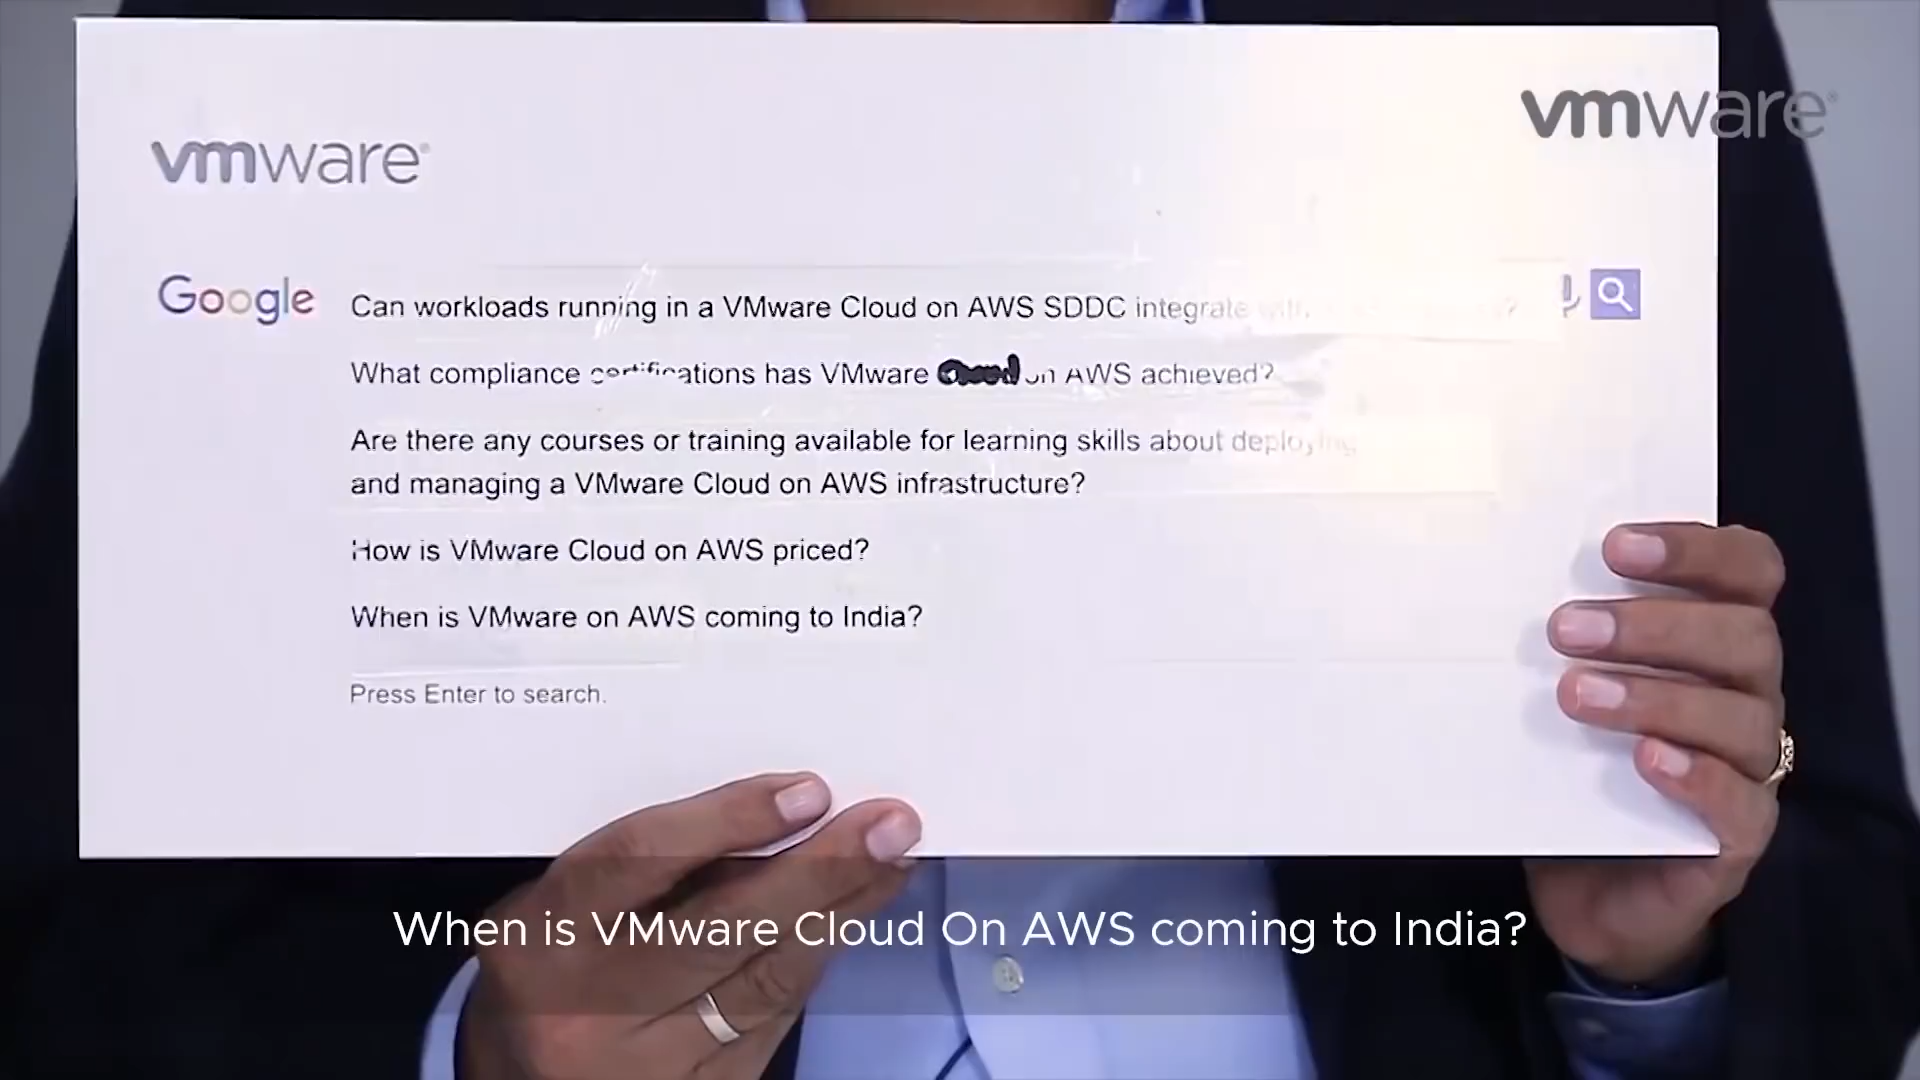 vmware
vmware
Google
Can workloads running in a VMware Cloud on AWS SDDC integrate with
What compliance certifications has VMware on AWS achieved?
Are there any courses or training available for learning skills about deploying
and managing a VMware Cloud on AWS infrastructure?
How is VMware Cloud on AWS priced?
When is VMware on AWS coming to India?
Press Enter to search.
When is VMware Cloud On AWS coming to India?